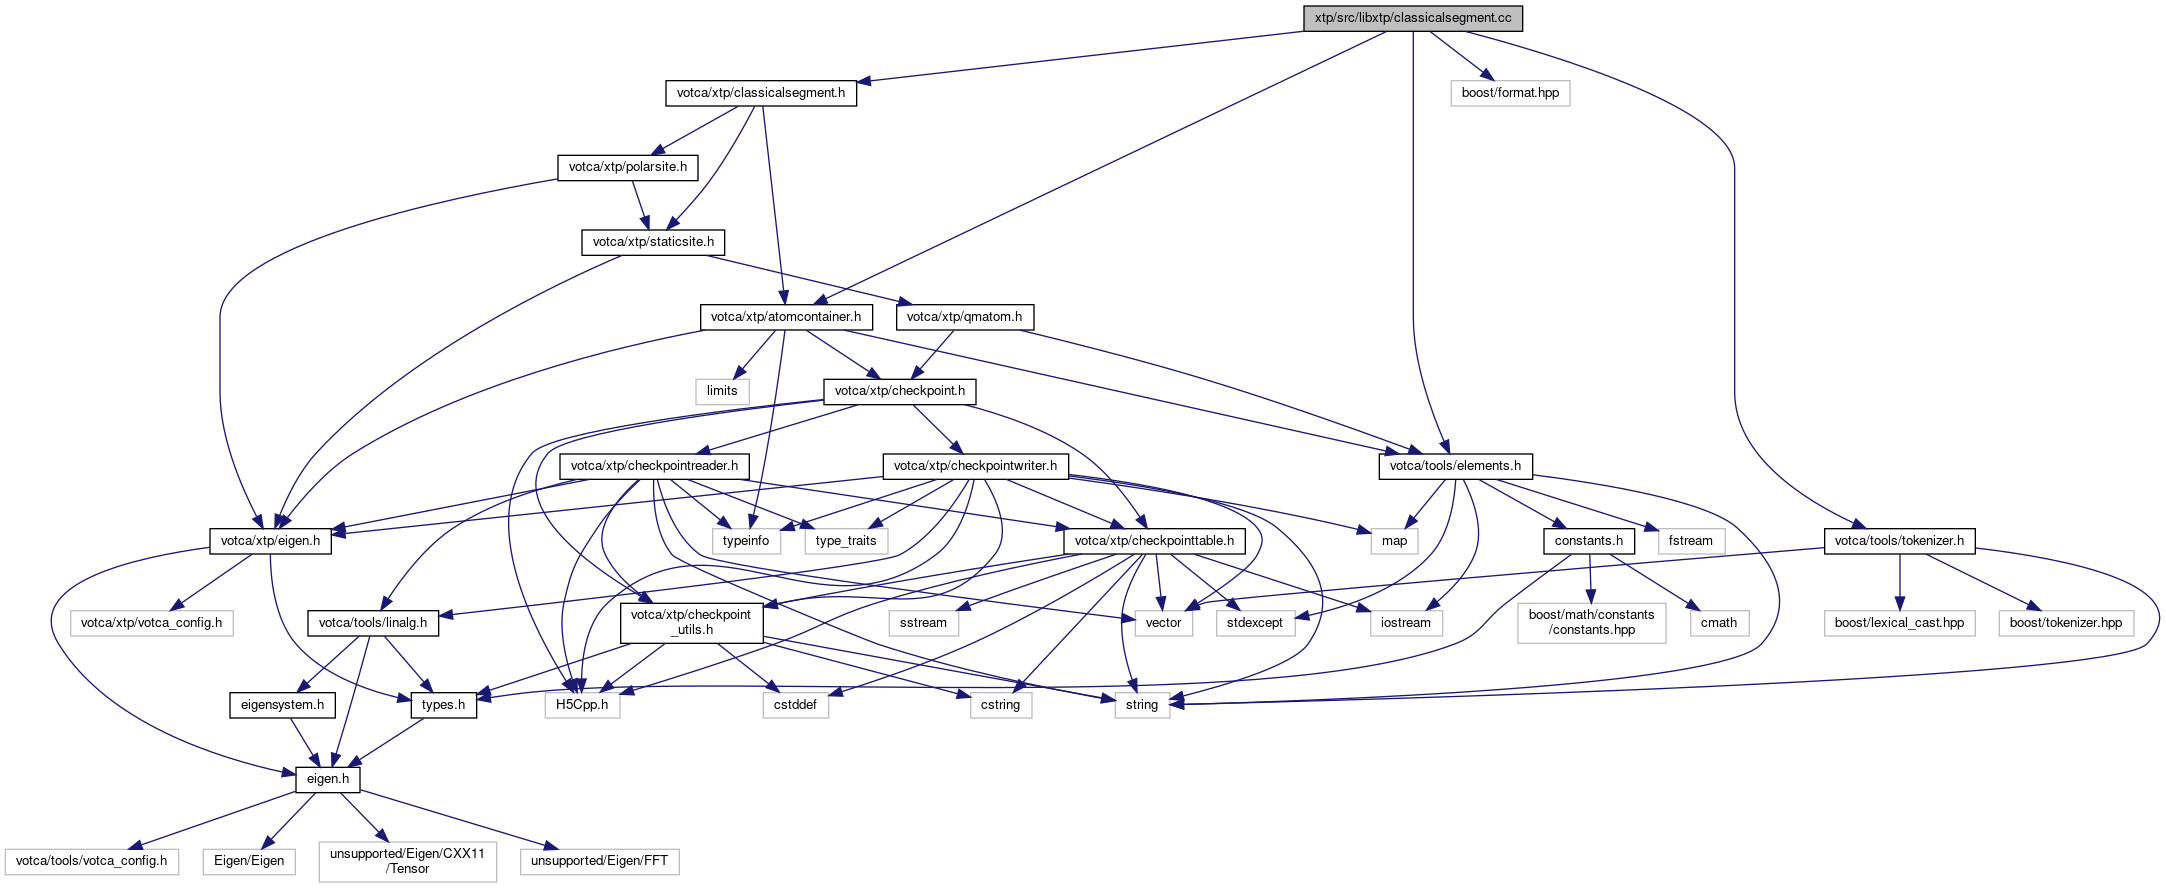 xtp/src/libxtp/classicalsegment.cc
votca/xtp/classicalsegment.h
boost/format.hpp
votca/xtp/polarsite.h
votca/xtp/staticsite.h
votca/xtp/atomcontainer.h
votca/xtp/qmatom.h
limits
votca/xtp/checkpoint.h
votca/xtp/checkpointreader.h
votca/xtp/checkpointwriter.h
votca/tools/elements.h
votca/xtp/eigen.h
typeinfo
type_traits
votca/xtp/checkpointtable.h
map
constants.h
fstream
votca/tools/tokenizer.h
votca/xtp/votca_config.h
votca/tools/linalg.h
votca/xtp/checkpoint
_utils.h
sstream
vector
stdexcept
iostream
boost/math/constants
/constants.hpp
cmath
boost/lexical_cast.hpp
boost/tokenizer.hpp
eigensystem.h
types.h
H5Cpp.h
cstddef
cstring
string
eigen.h
votca/tools/votca_config.h
Eigen/Eigen
unsupported/Eigen/CXX11
/Tensor
unsupported/Eigen/FFT